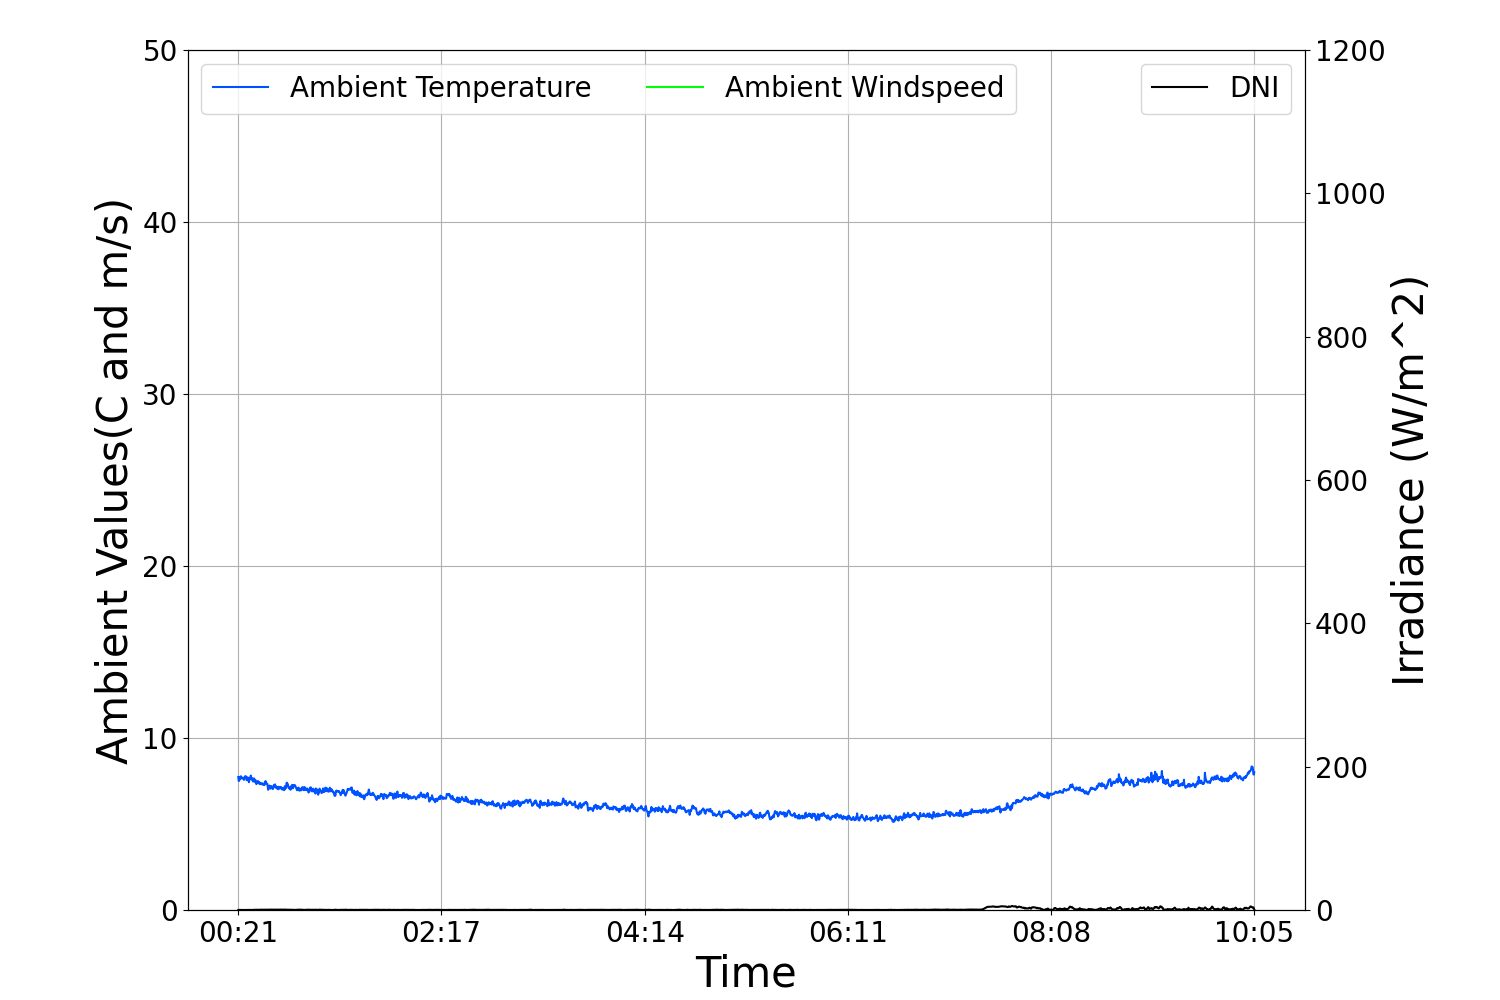 Ambient Temperature Ambient Windspeed DNI
Ambient Values(C and m/s)
50
40
30
20
10
0
1200
1000
800
600
400
200
0
Irradiance (W/m^2)
00:21 02:17 04:14 06:11 08:08 10:05
Time